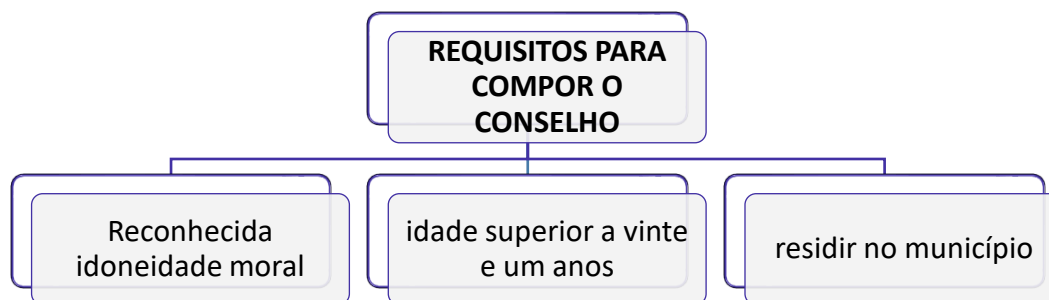 REQUISITOS PARA
COMPOR O
CONSELHO
Reconhecida
idoneidade moral
idade superior a vinte
e um anos
residir no município